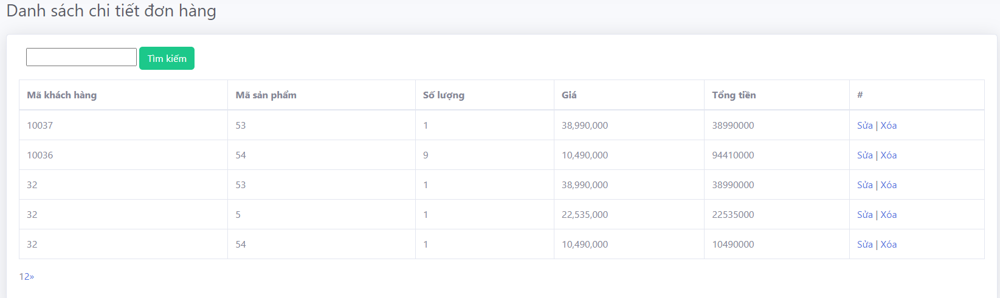 Danh sách chi tiết đơn hàng
Tìm kiếm
Mã khách hàng Mã sản phẩm Số lượng Giá Tổng tiền #
10037 53 1 38,990,000 38990000 Sửa | Xóa
10036 54 9 10,490,000 94410000 Sửa | Xóa
32 53 1 38,990,000 38990000 Sửa | Xóa
32 5 1 22,535,000 22535000 Sửa | Xóa
32 54 1 10,490,000 10490000 Sửa | Xóa
12»